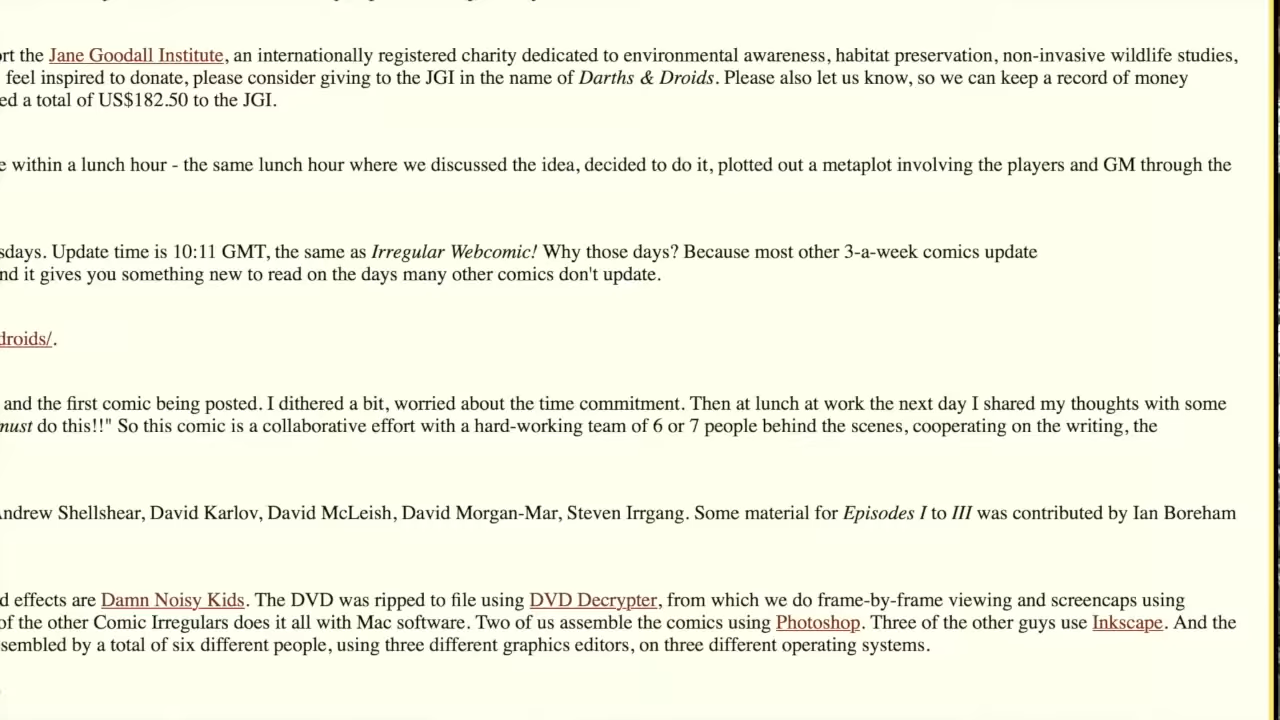 rt the Jane Goodall Institute, an internationally registered charity dedicated to environmental awareness, habitat preservation, non-invasive wildlife studies,
feel inspired to donate, please consider giving to the JGI in the name of Darths & Droids. Please also let us know, so we can keep a record of money
ed a total of US$182.50 to the JGI.
e within a lunch hour - the same lunch hour where we discussed the idea, decided to do it, plotted out a metaplot involving the players and GM through the
sdays. Update time is 10:11 GMT, the same as Irregular Webcomic! Why those days? Because most other 3-a-week comics update
nd it gives you something new to read on the days many other comics don't update.
droids/.
and the first comic being posted. I dithered a bit, worried about the time commitment. Then at lunch at work the next day I shared my thoughts with some
must do this!!" So this comic is a collaborative effort with a hard-working team of 6 or 7 people behind the scenes, cooperating on the writing, the
Andrew Shellshear, David Karlov, David McLeish, David Morgan-Mar, Steven Irrgang. Some material for Episodes I to III was contributed by Ian Boreham
d effects are Damn Noisy Kids. The DVD was ripped to file using DVD Decrypter, from which we do frame-by-frame viewing and screencaps using
of the other Comic Irregulars does it all with Mac software. Two of us assemble the comics using Photoshop. Three of the other guys use Inkscape. And the
sembled by a total of six different people, using three different graphics editors, on three different operating systems.